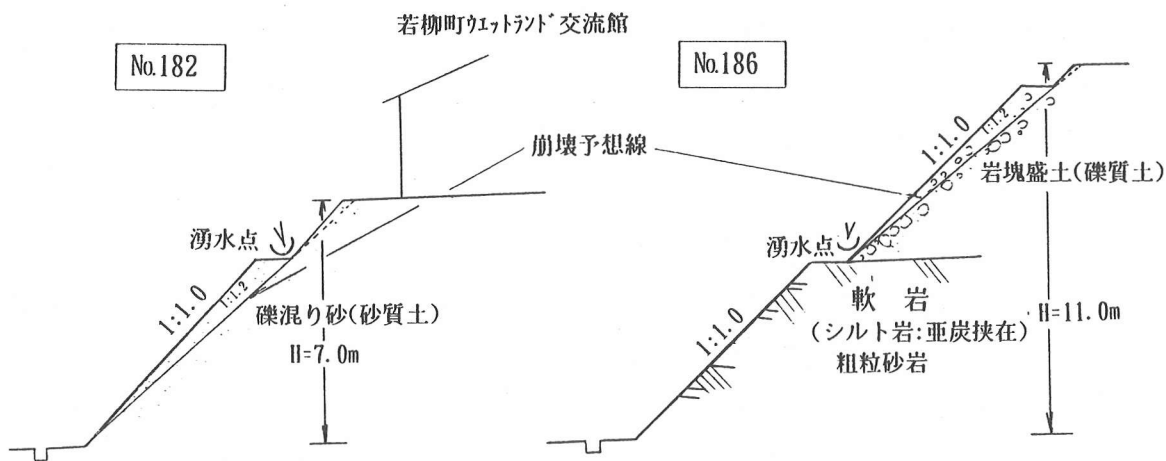 若柳町ウエットランド交流館
No.182
No.186
崩壊予想線
1:1.0
1:1.2
岩塊盛土(礫質土)
湧水点
1:1.0
1:1.2
礫混り砂(砂質土)
H=7.0m
湧水点
軟岩
(シルト岩:亜炭挟在)
粗粒砂岩
1:1.0
H=11.0m